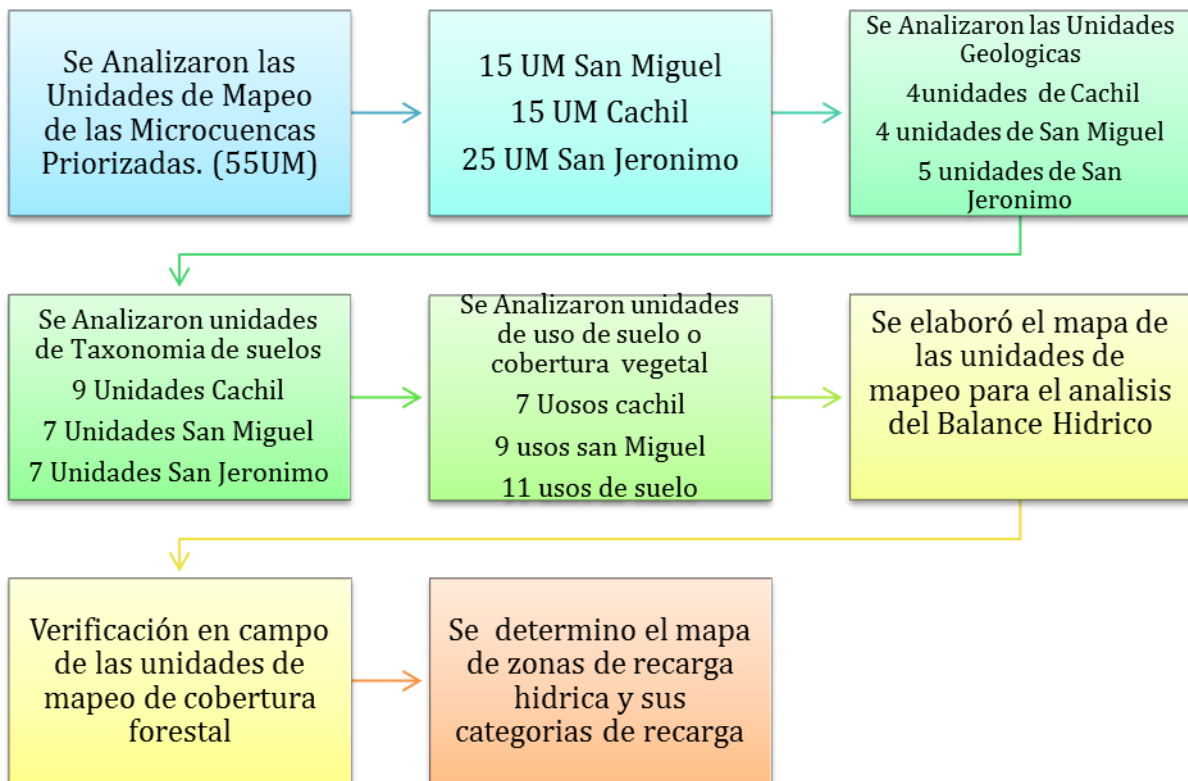 Se Analizaron las
Unidades de Mapeo
de las Microcuencas
Priorizadas. (55UM)
15 UM San Miguel
15 UM Cachil
25 UM San Jeronimo
Se Analizaron las Unidades
Geologicas
4unidades de Cachil
4 unidades de San Miguel
5 unidades de San
Jeronimo
Se Analizaron unidades
de Taxonomia de suelos
9 Unidades Cachil
7 Unidades San Miguel
7 Unidades San Jeronimo
Se Analizaron unidades
de uso de suelo o
cobertura vegetal
7 Uosos cachil
9 usos san Miguel
11 usos de suelo
Se elaboró el mapa de
las unidades de
mapeo para el analisis
del Balance Hidrico
Verificación en campo
de las unidades de
mapeo de cobertura
forestal
Se determino el mapa
de zonas de recarga
hidrica y sus
categorias de recarga